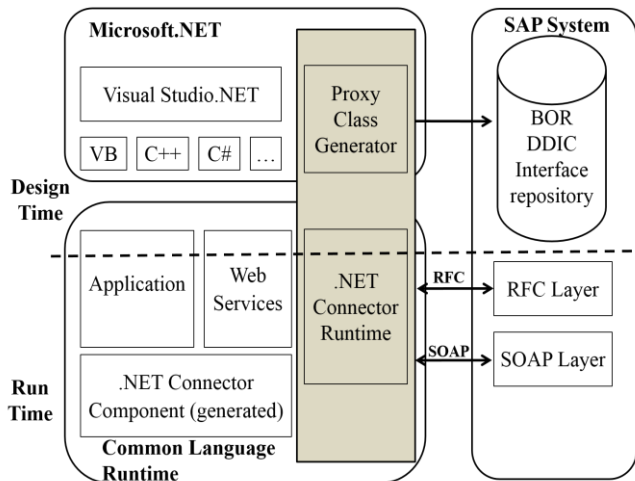 Microsoft.NET
Visual Studio.NET
VB
C++
C#
...
Proxy
Class
Generator
SAP System
BOR
DDIC
Interface
repository
Design
Time
Application
Web
Services
.NET
Connector
Runtime
RFC
RFC Layer
SOAP
SOAP Layer
Run
Time
.NET Connector
Component (generated)
Common Language
Runtime